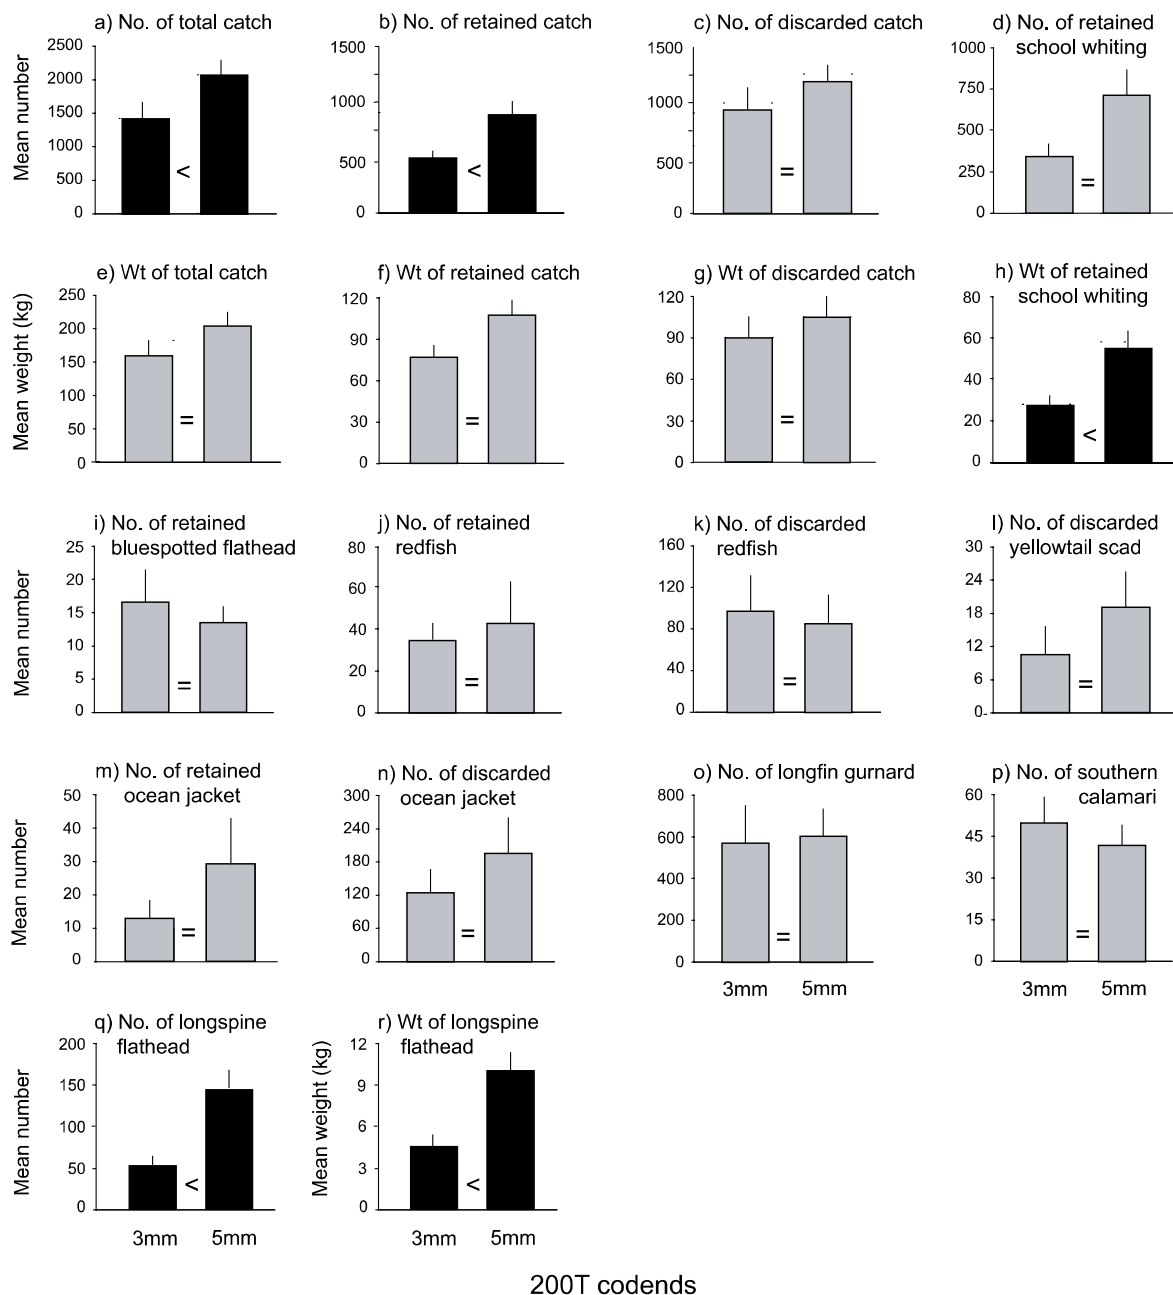 a) No. of total catch
b) No. of retained catch
c) No. of discarded catch
d) No. of retained
school whiting
Mean number
2500
2000
1500
1000
500
0
<
1500
1000
500
0
<
1500
1000
500
0
=
1000
750
500
250
0
=
e) Wt of total catch
f) Wt of retained catch
g) Wt of discarded catch
h) Wt of retained
school whiting
Mean weight (kg)
250
200
150
100
50
0
=
120
90
60
30
0
=
120
90
60
30
0
=
80
60
40
20
0
<
i) No. of retained
bluespotted flathead
j) No. of retained
redfish
k) No. of discarded
redfish
l) No. of discarded
yellowtail scad
Mean number
25
20
15
10
5
0
=
80
60
40
20
0
=
160
120
80
40
0
=
30
24
18
12
6
0
=
m) No. of retained
ocean jacket
n) No. of discarded
ocean jacket
o) No. of longfin gurnard
p) No. of southern
calamari
Mean number
50
40
30
20
10
0
=
300
240
180
120
60
0
=
800
600
400
200
0
=
60
45
30
15
0
=
3mm 5mm
3mm 5mm
q) No. of longspine
flathead
r) Wt of longspine
flathead
Mean number
200
150
100
50
0
<
Mean weight (kg)
12
9
6
3
0
<
3mm 5mm
3mm 5mm
200T codends